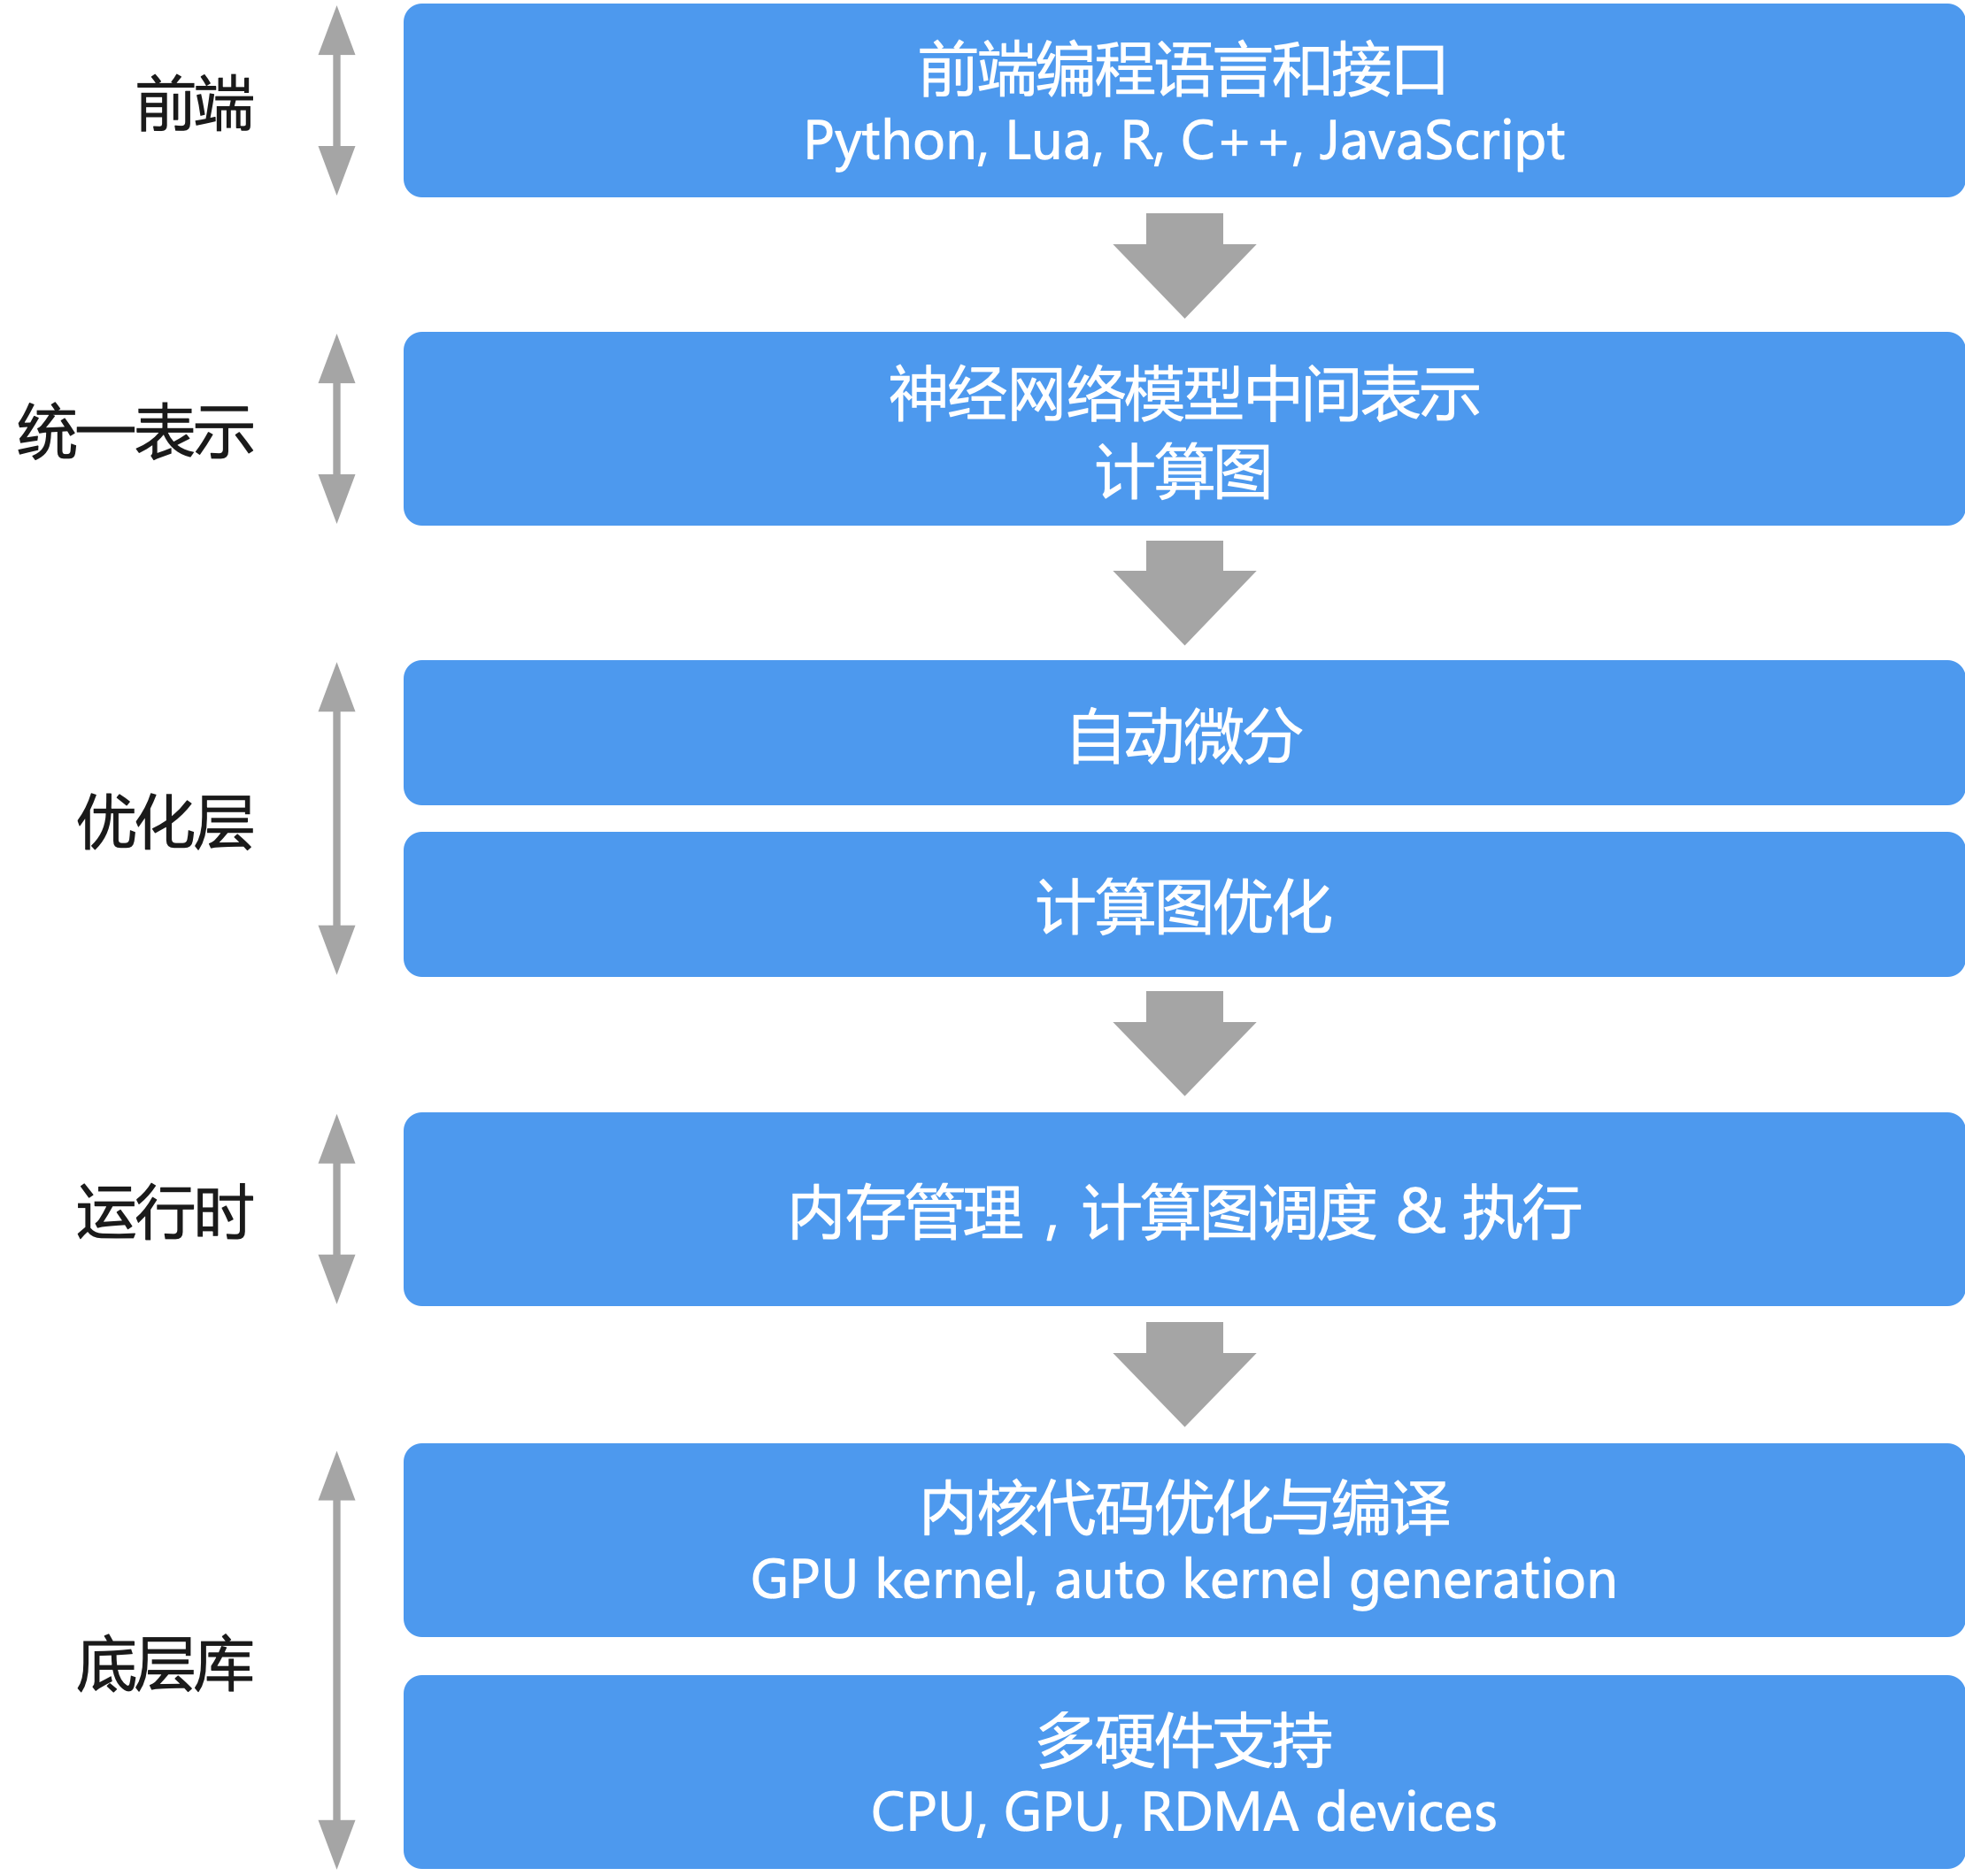 前端
前端编程语言和接口
Python, Lua, R, C++, JavaScript
统一表示
神经网络模型中间表示
计算图
优化层
自动微分
计算图优化
运行时
内存管理, 计算图调度 & 执行
底层库
内核代码优化与编译
GPU kernel, auto kernel generation
多硬件支持
CPU, GPU, RDMA devices